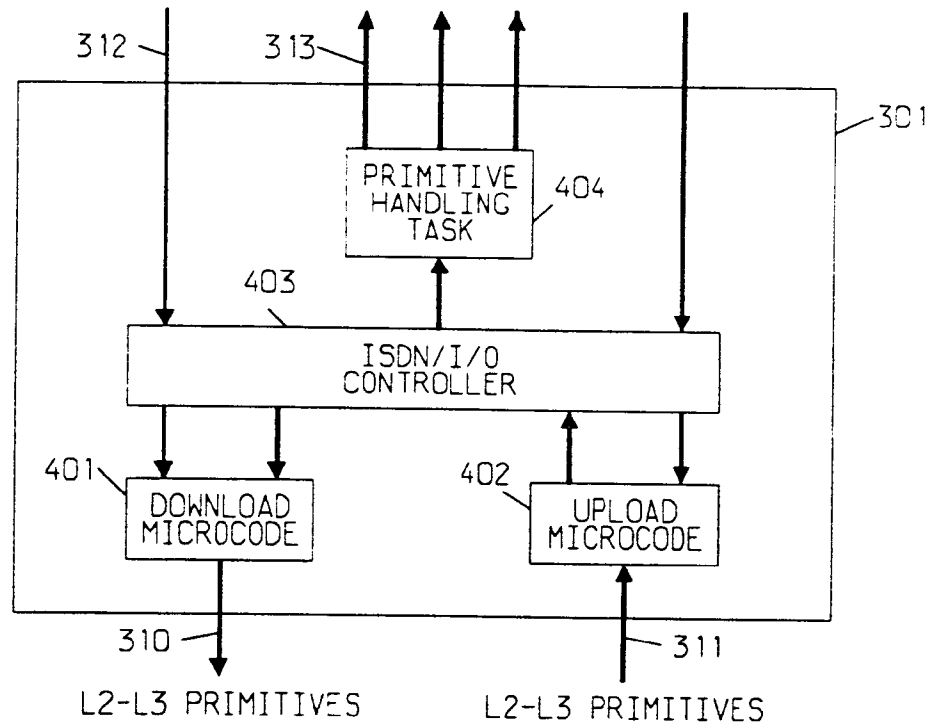 312
313
301
PRIMITIVE
HANDLING
TASK
404
403
ISDN/I/O
CONTROLLER
401
DOWNLOAD
MICROCODE
402
UPLOAD
MICROCODE
310
311
L2-L3 PRIMITIVES
L2-L3 PRIMITIVES